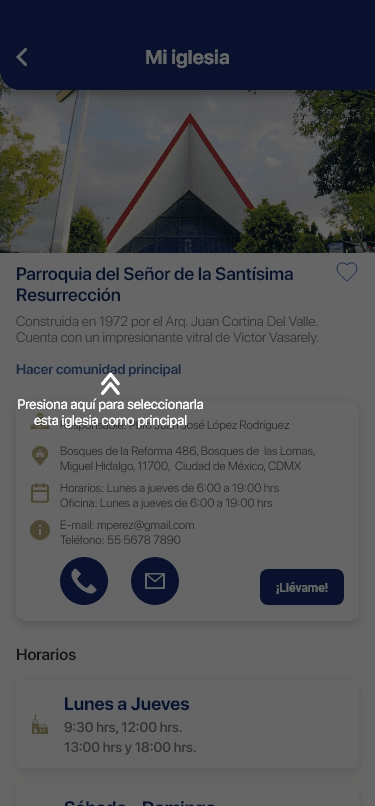 Mi iglesia
Parroquia del Señor de la Santísima
Resurrección
Construida en 1972 por el Arq. Juan Cortina Del Valle.
Cuenta con un impresionante vitral de Victor Vasarely.
Hacer comunidad principal
Presiona aquí para seleccionarla
esta iglesia como principal
Responsable: Pbro. Juan José López Rodríguez
Bosques de la Reforma 486, Bosques de las Lomas,
Miguel Hidalgo, 11700, Ciudad de México, CDMX
Horarios: Lunes a jueves de 6:00 a 19:00 hrs
Oficina: Lunes a jueves de 6:00 a 19:00 hrs
E-mail: mperez@gmail.com
Teléfono: 55 5678 7890
¡Llévame!
Horarios
Lunes a Jueves
9:30 hrs, 12:00 hrs.
13:00 hrs y 18:00 hrs.
Sábado - Domingo